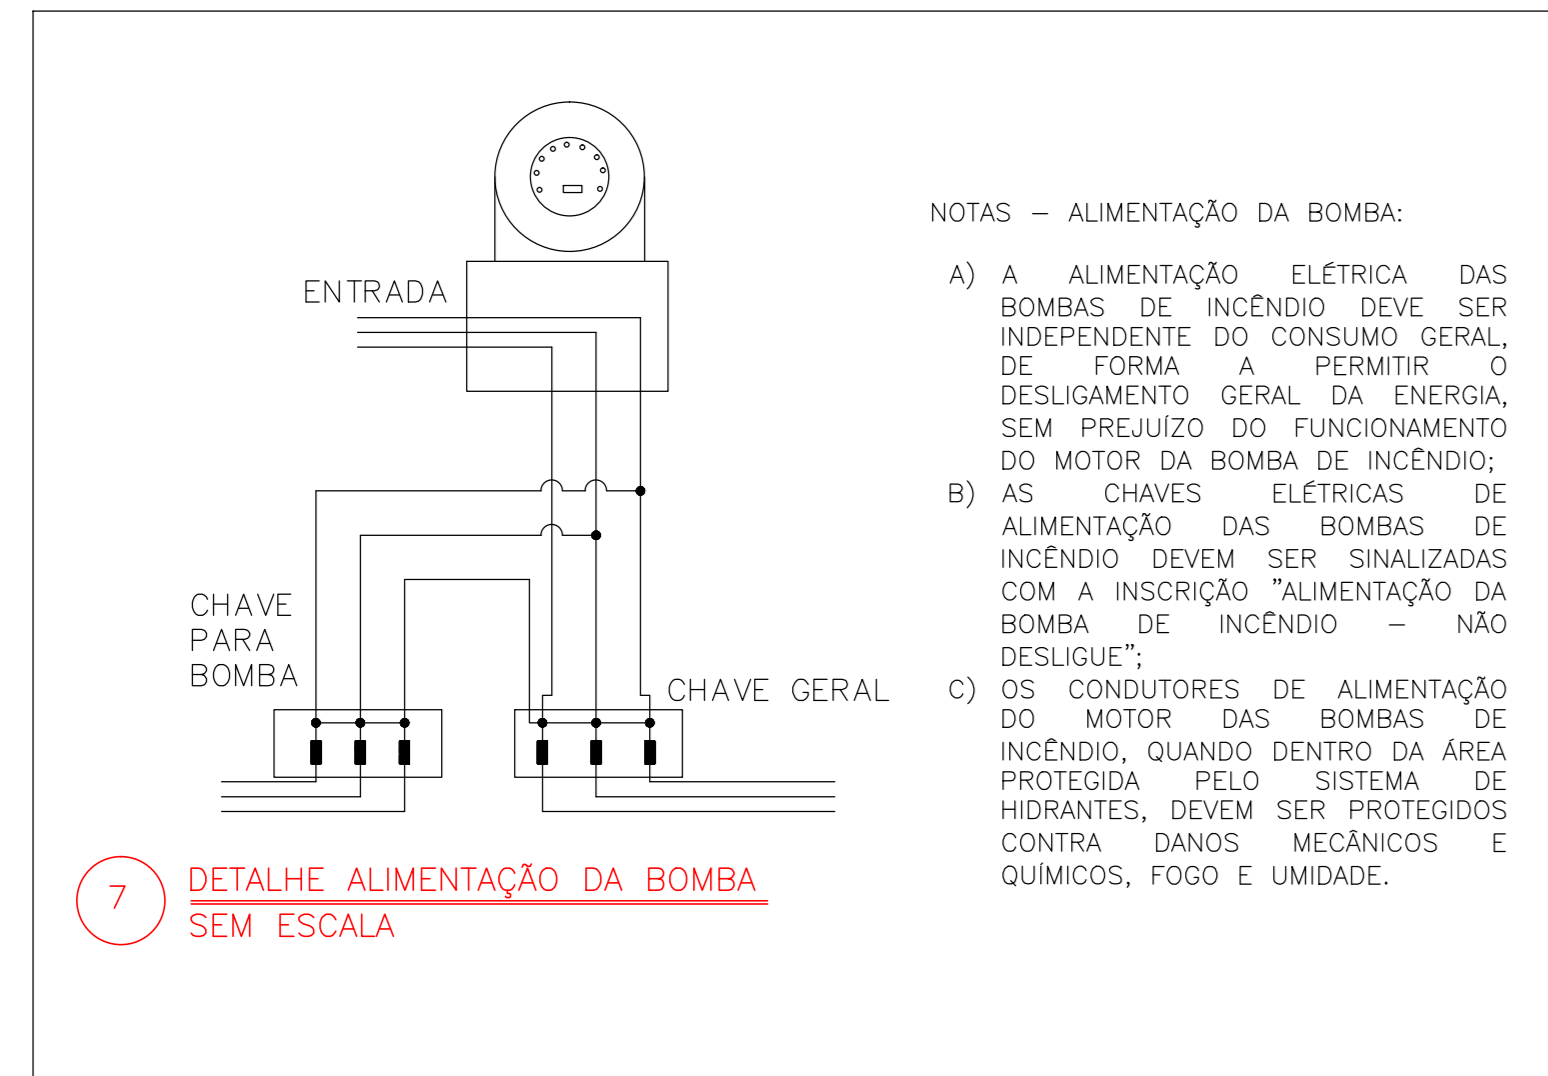 ENTRADA
CHAVE
PARA
BOMBA
CHAVE GERAL
7
DETALHE ALIMENTAÇÃO DA BOMBA
SEM ESCALA
NOTAS – ALIMENTAÇÃO DA BOMBA:
A) A ALIMENTAÇÃO ELÉTRICA DAS
BOMBAS DE INCÊNDIO DEVE SER
INDEPENDENTE DO CONSUMO GERAL,
DE FORMA A PERMITIR O
DESLIGAMENTO GERAL DA ENERGIA,
SEM PREJUÍZO DO FUNCIONAMENTO
DO MOTOR DA BOMBA DE INCÊNDIO;
B) AS CHAVES ELÉTRICAS DE
ALIMENTAÇÃO DAS BOMBAS DE
INCÊNDIO DEVEM SER SINALIZADAS
COM A INSCRIÇÃO "ALIMENTAÇÃO DA
BOMBA DE INCÊNDIO – NÃO
DESLIGUE";
C) OS CONDUTORES DE ALIMENTAÇÃO
DO MOTOR DAS BOMBAS DE
INCÊNDIO, QUANDO DENTRO DA ÁREA
PROTEGIDA PELO SISTEMA DE
HIDRANTES, DEVEM SER PROTEGIDOS
CONTRA DANOS MECÂNICOS E
QUÍMICOS, FOGO E UMIDADE.